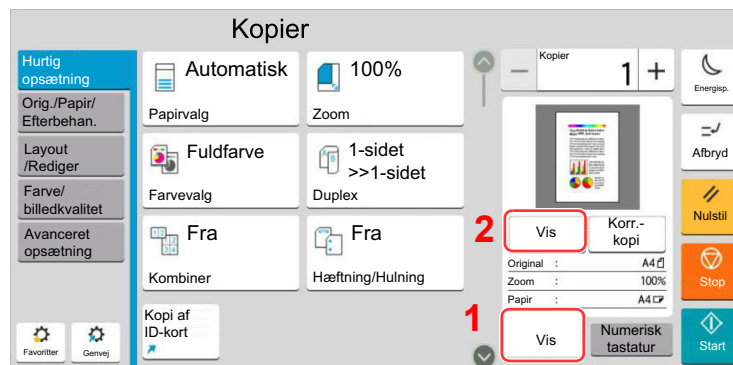 Kopier
Hurtig
opsætning
Orig./Papir/
Efterbehan.
Layout
/Rediger
Farve/
billedkvalitet
Avanceret
opsætning
Favoritter
Genvej
Automatisk
Papirvalg
100%
Zoom
Fuldfarve
Farvevalg
1-sidet
>>1-sidet
Duplex
Fra
Kombiner
Fra
Hæftning/Hulning
Kopi af
ID-kort
Kopier
1
2
Vis
Korr.-
kopi
Original : A4
Zoom : 100%
Papir : A4
1
Vis
Numerisk
tastatur
Energisp.
Afbryd
Nulstil
Stop
Start